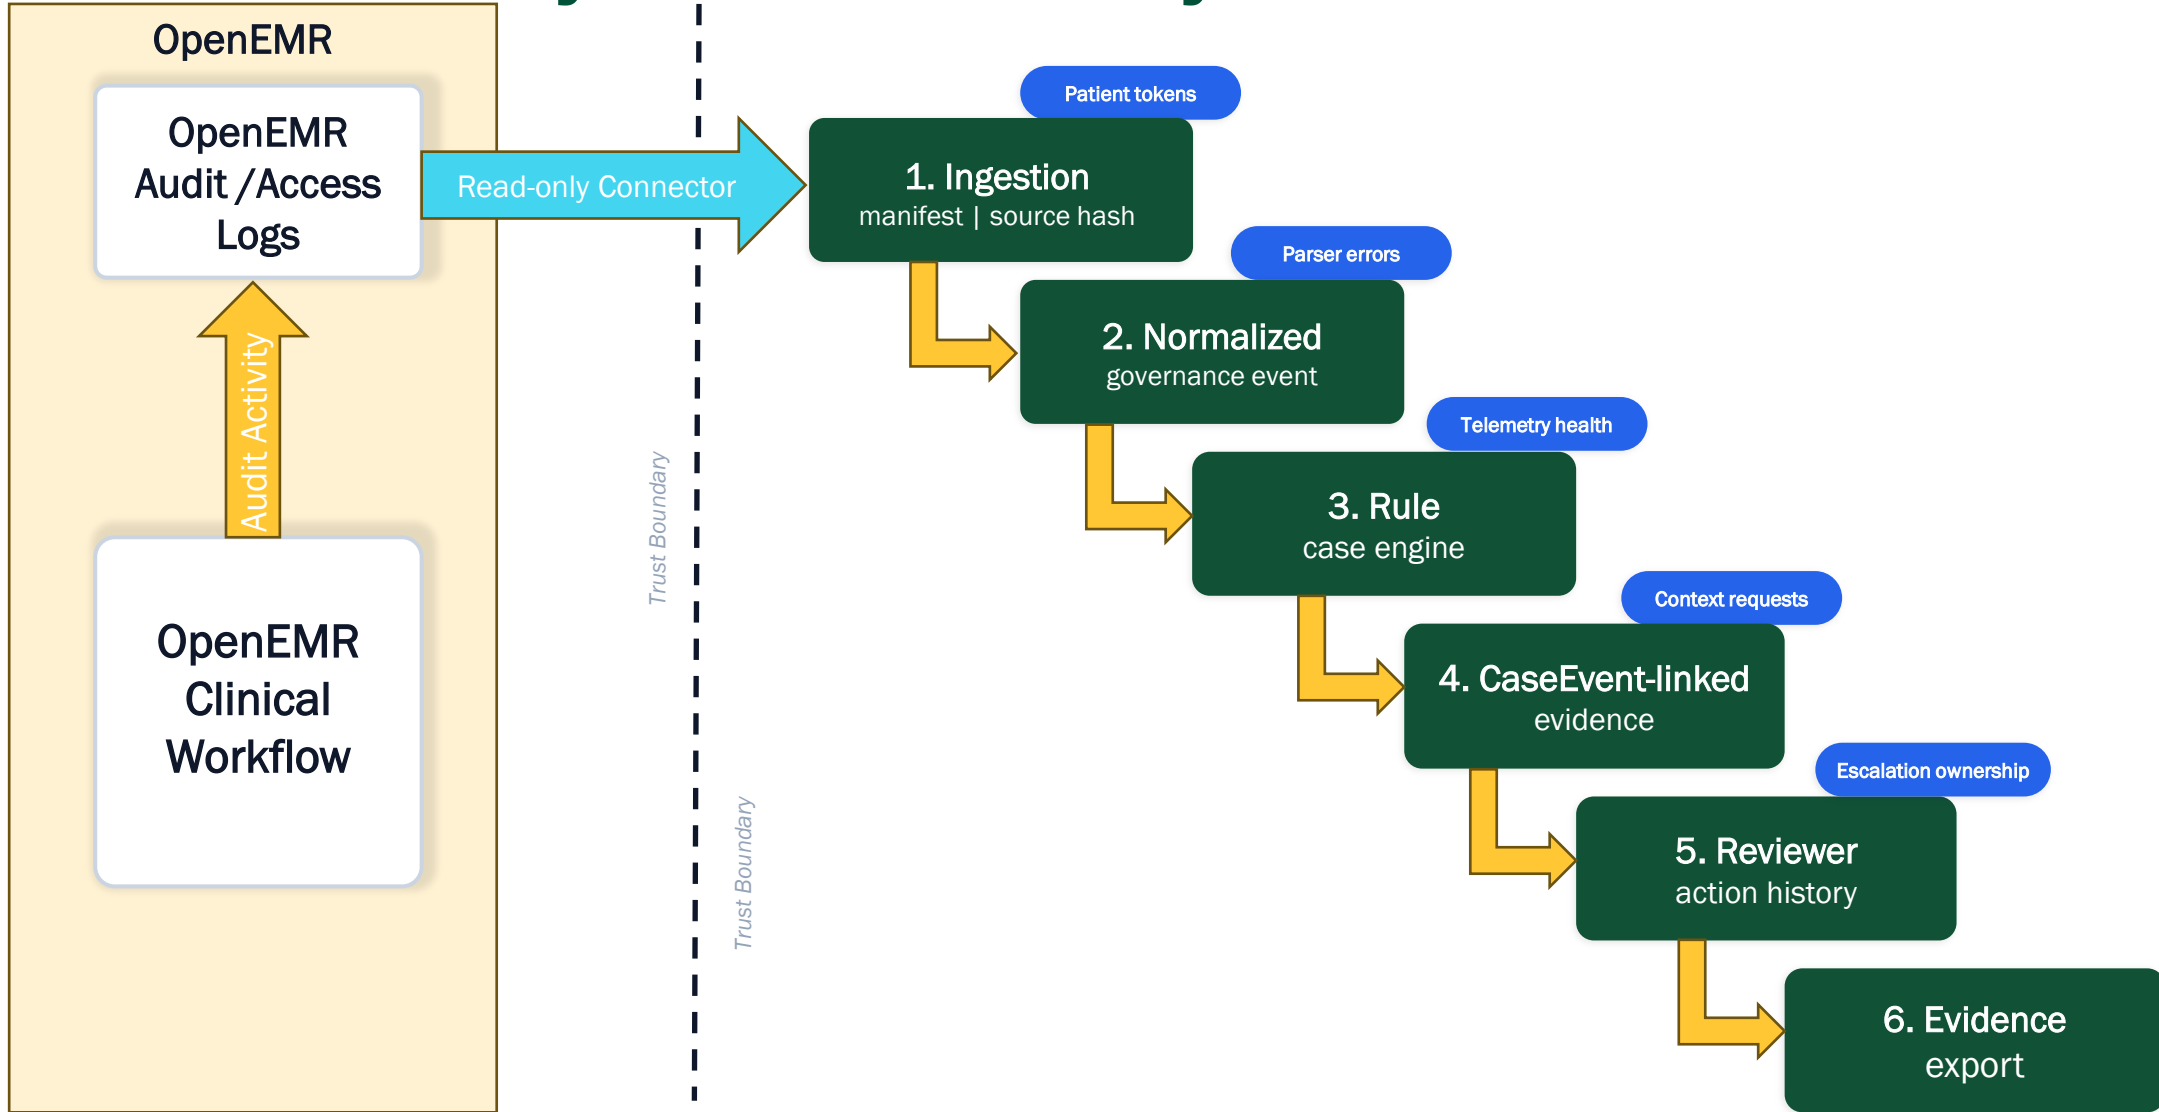 OpenEMR
OpenEMR
Audit /Access
Logs
Audit Activity
OpenEMR
Clinical
Workflow
Read-only Connector
Trust Boundary
Trust Boundary
Patient tokens
1. Ingestion
manifest | source hash
Parser errors
2. Normalized
governance event
Telemetry health
3. Rule
case engine
Context requests
4. CaseEvent-linked
evidence
Escalation ownership
5. Reviewer
action history
6. Evidence
export